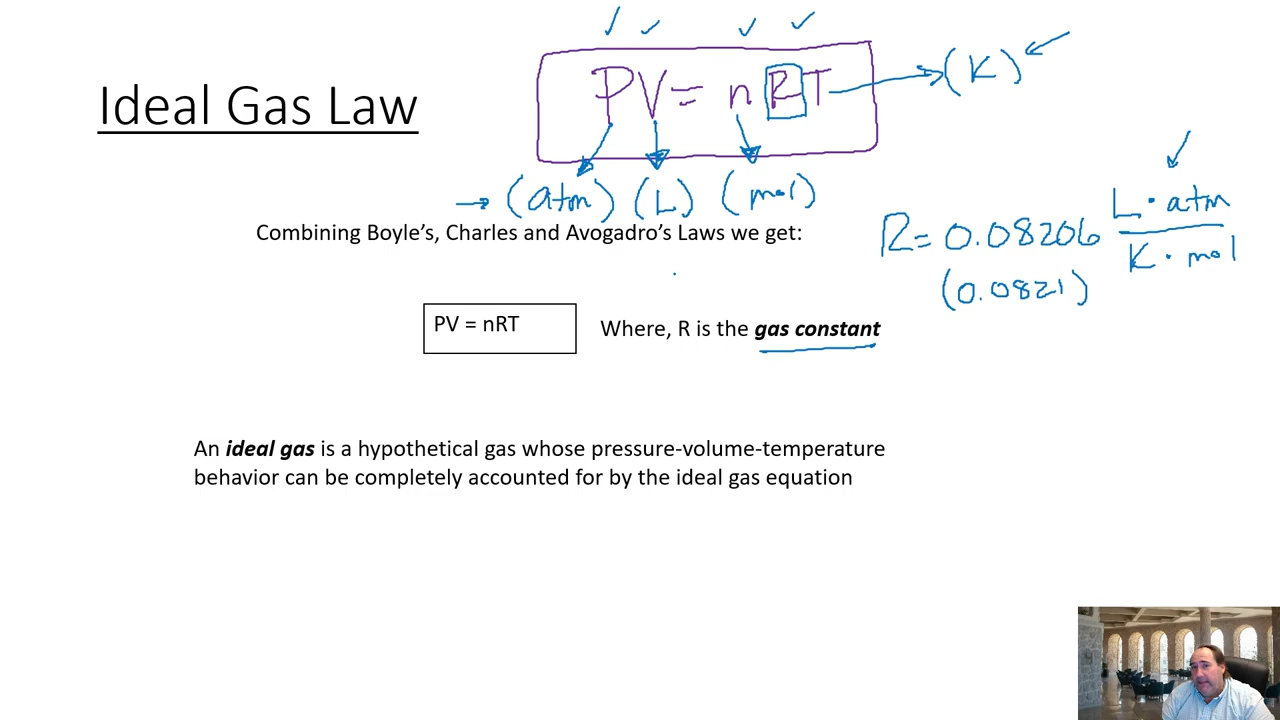 PV = nRT → (K)
Ideal Gas Law
→ (atm) (L) (mol)
Combining Boyle's, Charles and Avogadro's Laws we get:
R = 0.08206 L · atm / K · mol
(0.0821)
PV = nRT
Where, R is the gas constant
An ideal gas is a hypothetical gas whose pressure-volume-temperature
behavior can be completely accounted for by the ideal gas equation